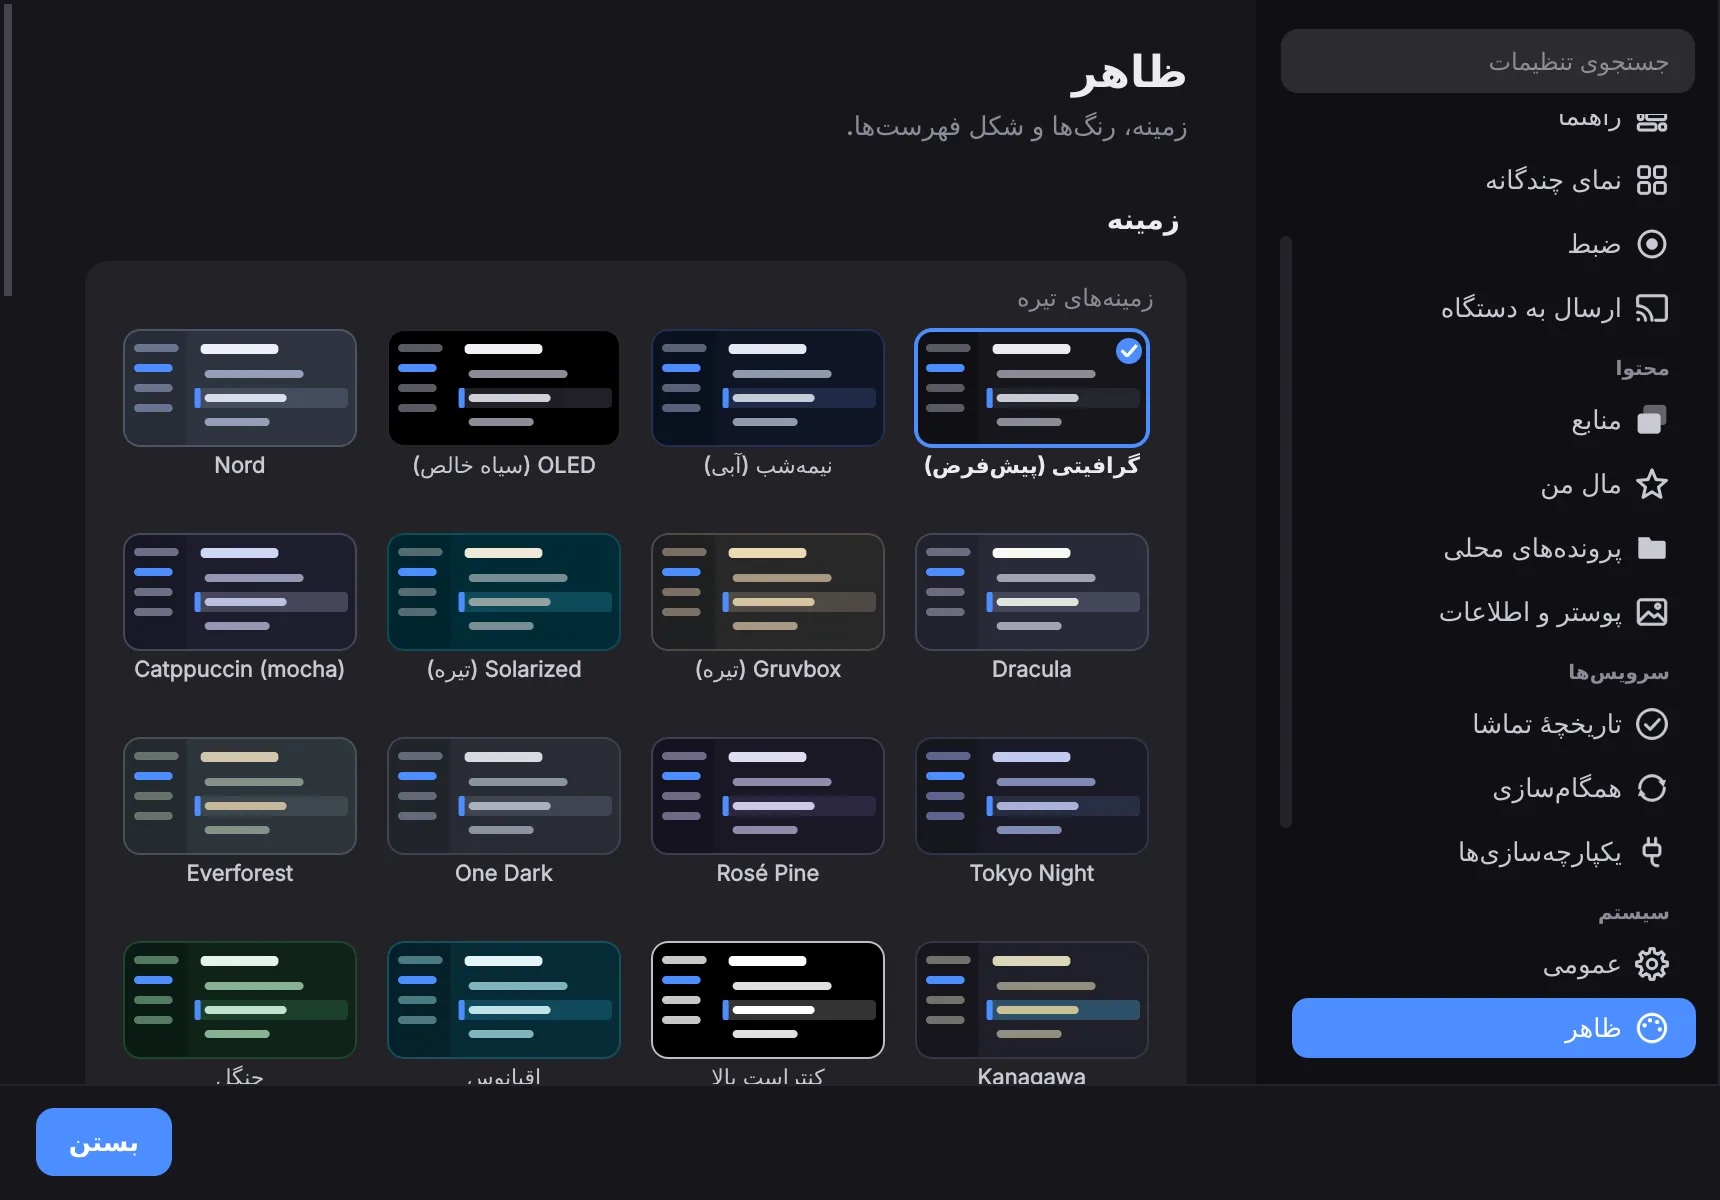 جستجوی تنظیمات
راهنما
نمای چندگانه
ضبط
ارسال به دستگاه
محتوا
منابع
مال من
پرونده‌های محلی
پوستر و اطلاعات
سرویس‌ها
تاریخچهٔ تماشا
همگام‌سازی
یکپارچه‌سازی‌ها
سیستم
عمومی
ظاهر
ظاهر
زمینه، رنگ‌ها و شکل فهرست‌ها.
زمینه
زمینه‌های تیره
گرافیتی (پیش‌فرض)
نیمه‌شب (آبی)
OLED (سیاه خالص)
Nord
Dracula
Gruvbox (تیره)
Solarized (تیره)
Catppuccin (mocha)
Tokyo Night
Rosé Pine
One Dark
Everforest
Kanagawa
کنتراست بالا
اقیانوس
جنگل
بستن